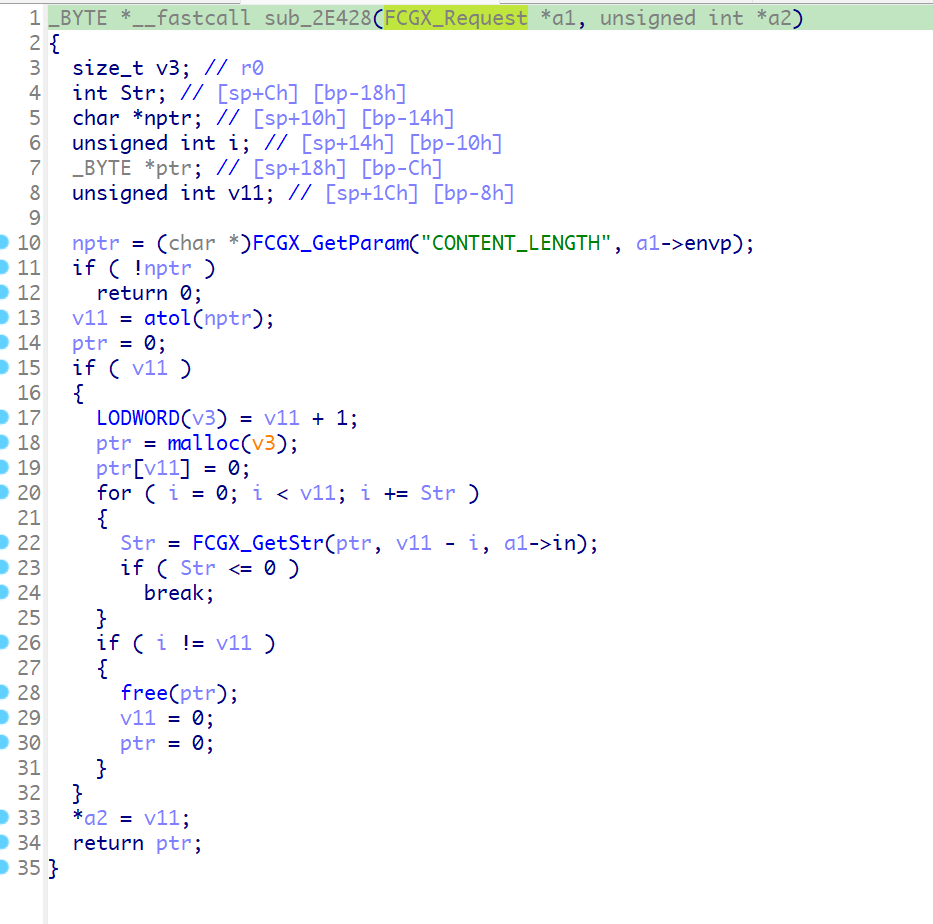 1 _BYTE *__fastcall sub_2E428(FCGX_Request *a1, unsigned int *a2)
2 {
3   size_t v3; // r0
4   int Str; // [sp+Ch] [bp-18h]
5   char *nptr; // [sp+10h] [bp-14h]
6   unsigned int i; // [sp+14h] [bp-10h]
7   _BYTE *ptr; // [sp+18h] [bp-Ch]
8   unsigned int v11; // [sp+1Ch] [bp-8h]
9
10   nptr = (char *)FCGX_GetParam("CONTENT_LENGTH", a1->envp);
11   if ( !nptr )
12     return 0;
13   v11 = atol(nptr);
14   ptr = 0;
15   if ( v11 )
16   {
17     LODWORD(v3) = v11 + 1;
18     ptr = malloc(v3);
19     ptr[v11] = 0;
20     for ( i = 0; i < v11; i += Str )
21     {
22       Str = FCGX_GetStr(ptr, v11 - i, a1->in);
23       if ( Str <= 0 )
24         break;
25     }
26     if ( i != v11 )
27     {
28       free(ptr);
29       v11 = 0;
30       ptr = 0;
31     }
32   }
33   *a2 = v11;
34   return ptr;
35 }